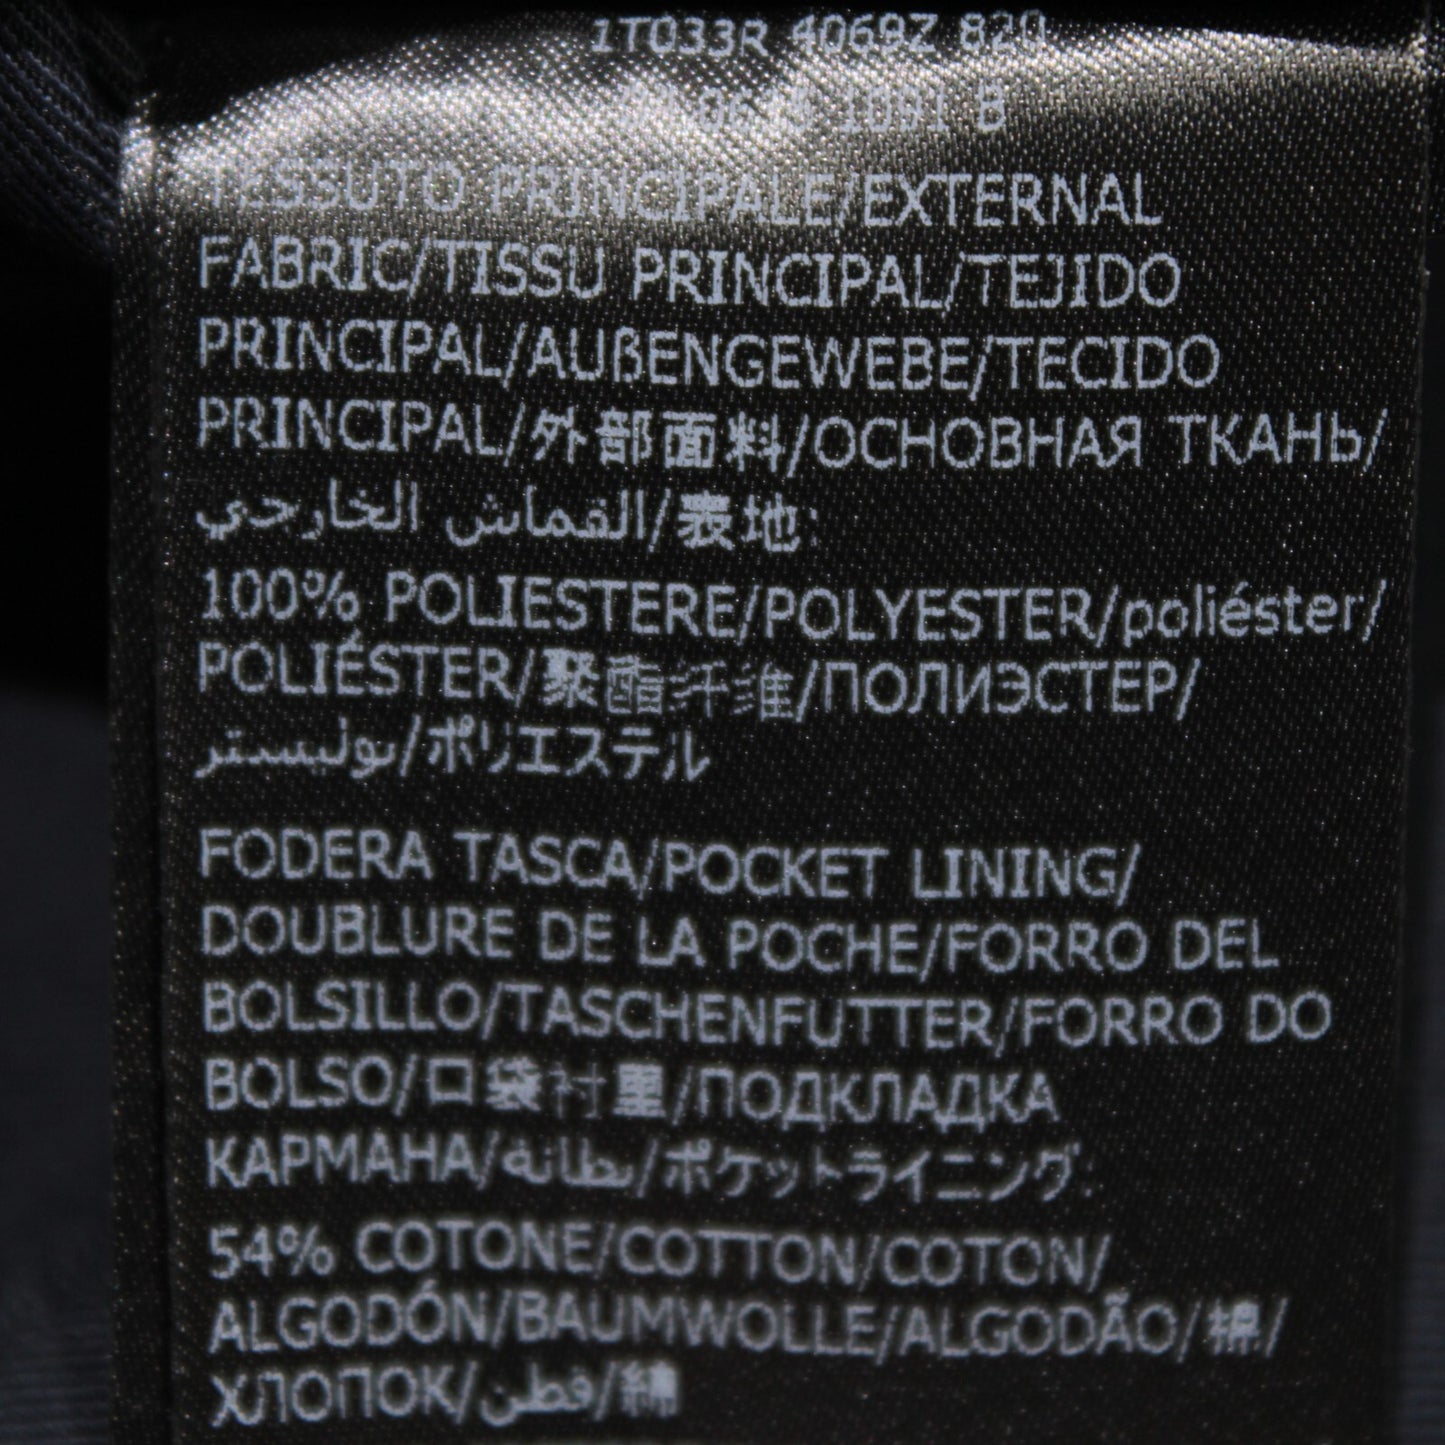 1T033R 4069Z 820
1091 B
TESSUTO PRINCIPALE/EXTERNAL
FABRIC/TISSU PRINCIPAL/TEJIDO
PRINCIPAL/AUßENGEWEBE/TECIDO
PRINCIPAL/外部面料/ОСНОВНАЯ ТКАНЬ/
القماش الخارجي/表地:
100% POLIESTERE/POLYESTER/poliéster/
POLIÉSTER/聚酯纤维/ПОЛИЭСТЕР/
بوليستر/ポリエステル
FODERA TASCA/POCKET LINING/
DOUBLURE DE LA POCHE/FORRO DEL
BOLSILLO/TASCHENFUTTER/FORRO DO
BOLSO/口袋衬里/ПОДКЛАДКА
КАРМАНА/بطانة/ポケットライニング:
54% COTONE/COTTON/COTON/
ALGODÓN/BAUMWOLLE/ALGODÃO/棉/
ХЛОПОК/قطن/綿